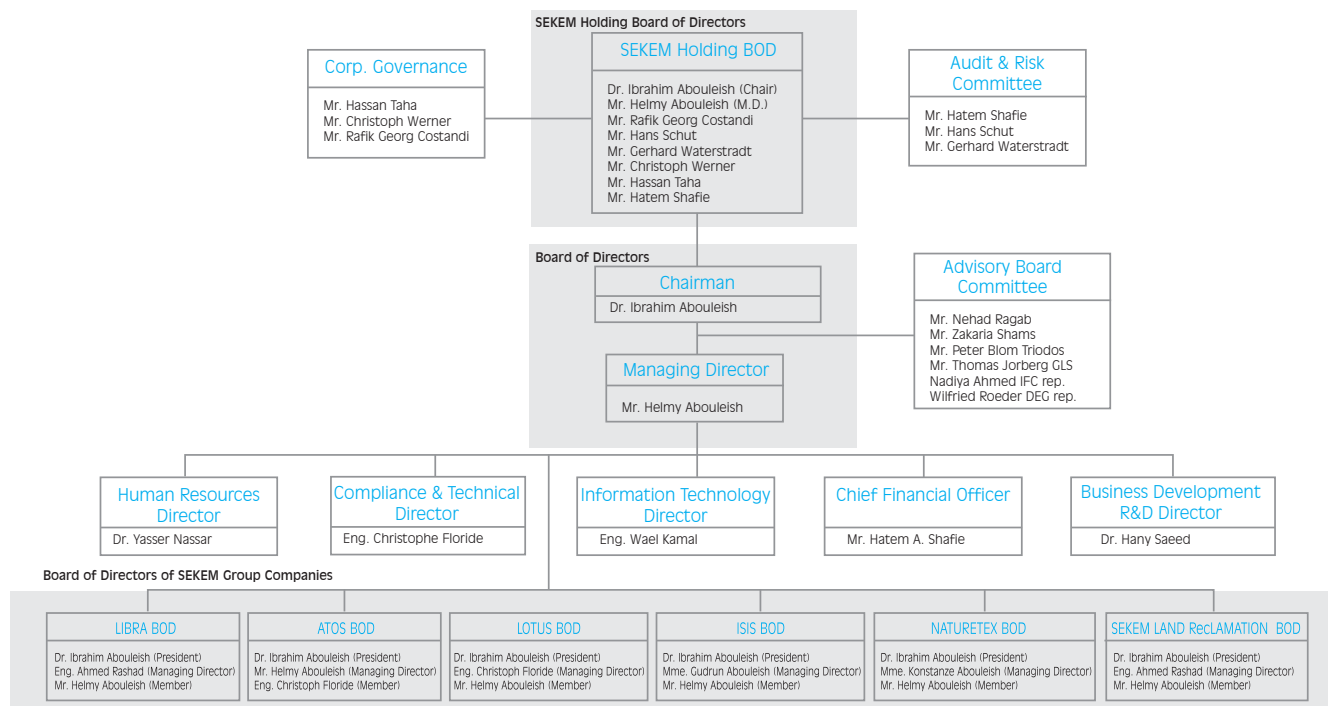 SEKEM Holding Board of Directors
SEKEM Holding BOD
Dr. Ibrahim Abouleish (Chair)
Mr. Helmy Abouleish (M.D.)
Mr. Rafik Georg Costandi
Mr. Hans Schut
Mr. Gerhard Waterstradt
Mr. Christoph Werner
Mr. Hassan Taha
Mr. Hatem Shafie
Corp. Governance
Mr. Hassan Taha
Mr. Christoph Werner
Mr. Rafik Georg Costandi
Audit & Risk
Committee
Mr. Hatem Shafie
Mr. Hans Schut
Mr. Gerhard Waterstradt
Board of Directors
Chairman
Dr. Ibrahim Abouleish
Managing Director
Mr. Helmy Abouleish
Advisory Board
Committee
Mr. Nehad Ragab
Mr. Zakaria Shams
Mr. Peter Blom Triodos
Mr. Thomas Jorberg GLS
Nadiya Ahmed IFC rep.
Wilfried Roeder DEG rep.
Human Resources
Director
Dr. Yasser Nassar
Compliance & Technical
Director
Eng. Christophe Floride
Information Technology
Director
Eng. Wael Kamal
Chief Financial Officer
Mr. Hatem A. Shafie
Business Development
R&D Director
Dr. Hany Saeed
Board of Directors of SEKEM Group Companies
LIBRA BOD
Dr. Ibrahim Abouleish (President)
Eng. Ahmed Rashad (Managing Director)
Mr. Helmy Abouleish (Member)
ATOS BOD
Dr. Ibrahim Abouleish (President)
Mr. Helmy Abouleish (Managing Director)
Eng. Christoph Floride (Member)
LOTUS BOD
Dr. Ibrahim Abouleish (President)
Eng. Christoph Floride (Managing Director)
Mr. Helmy Abouleish (Member)
ISIS BOD
Dr. Ibrahim Abouleish (President)
Mme. Gudrun Abouleish (Managing Director)
Mr. Helmy Abouleish (Member)
NATURETEX BOD
Dr. Ibrahim Abouleish (President)
Mme. Konstanze Abouleish (Managing Director)
Mr. Helmy Abouleish (Member)
SEKEM LAND RecLAMATION BOD
Dr. Ibrahim Abouleish (President)
Eng. Ahmed Rashad (Managing Director)
Mr. Helmy Abouleish (Member)